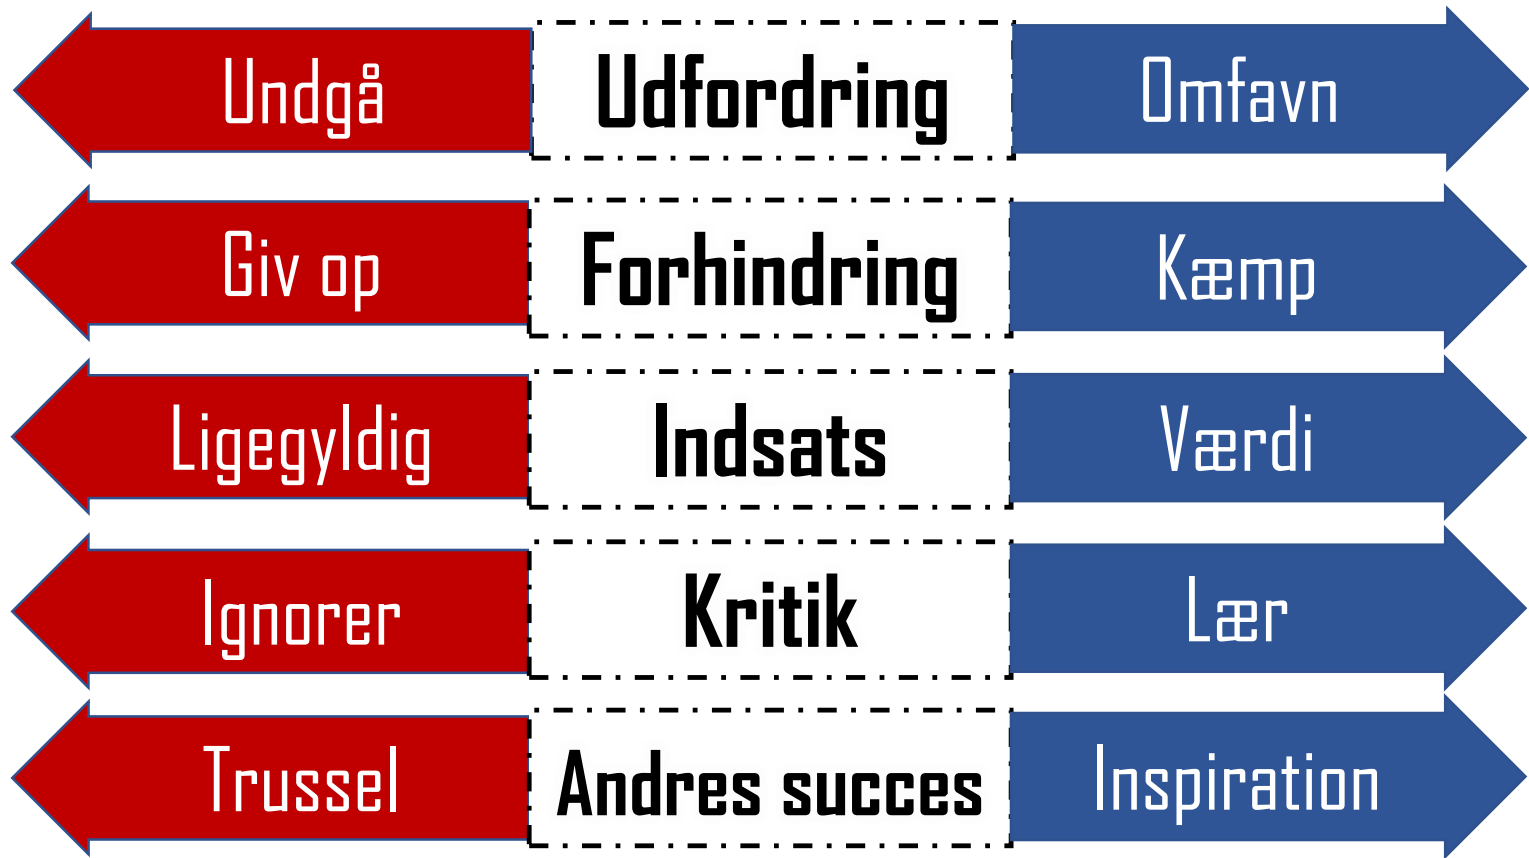 Undgå Udfordring Omfavn
Giv op Forhindring Kæmp
Ligegyldig Indsats Værdi
Ignorer Kritik Lær
Trussel Andres succes Inspiration